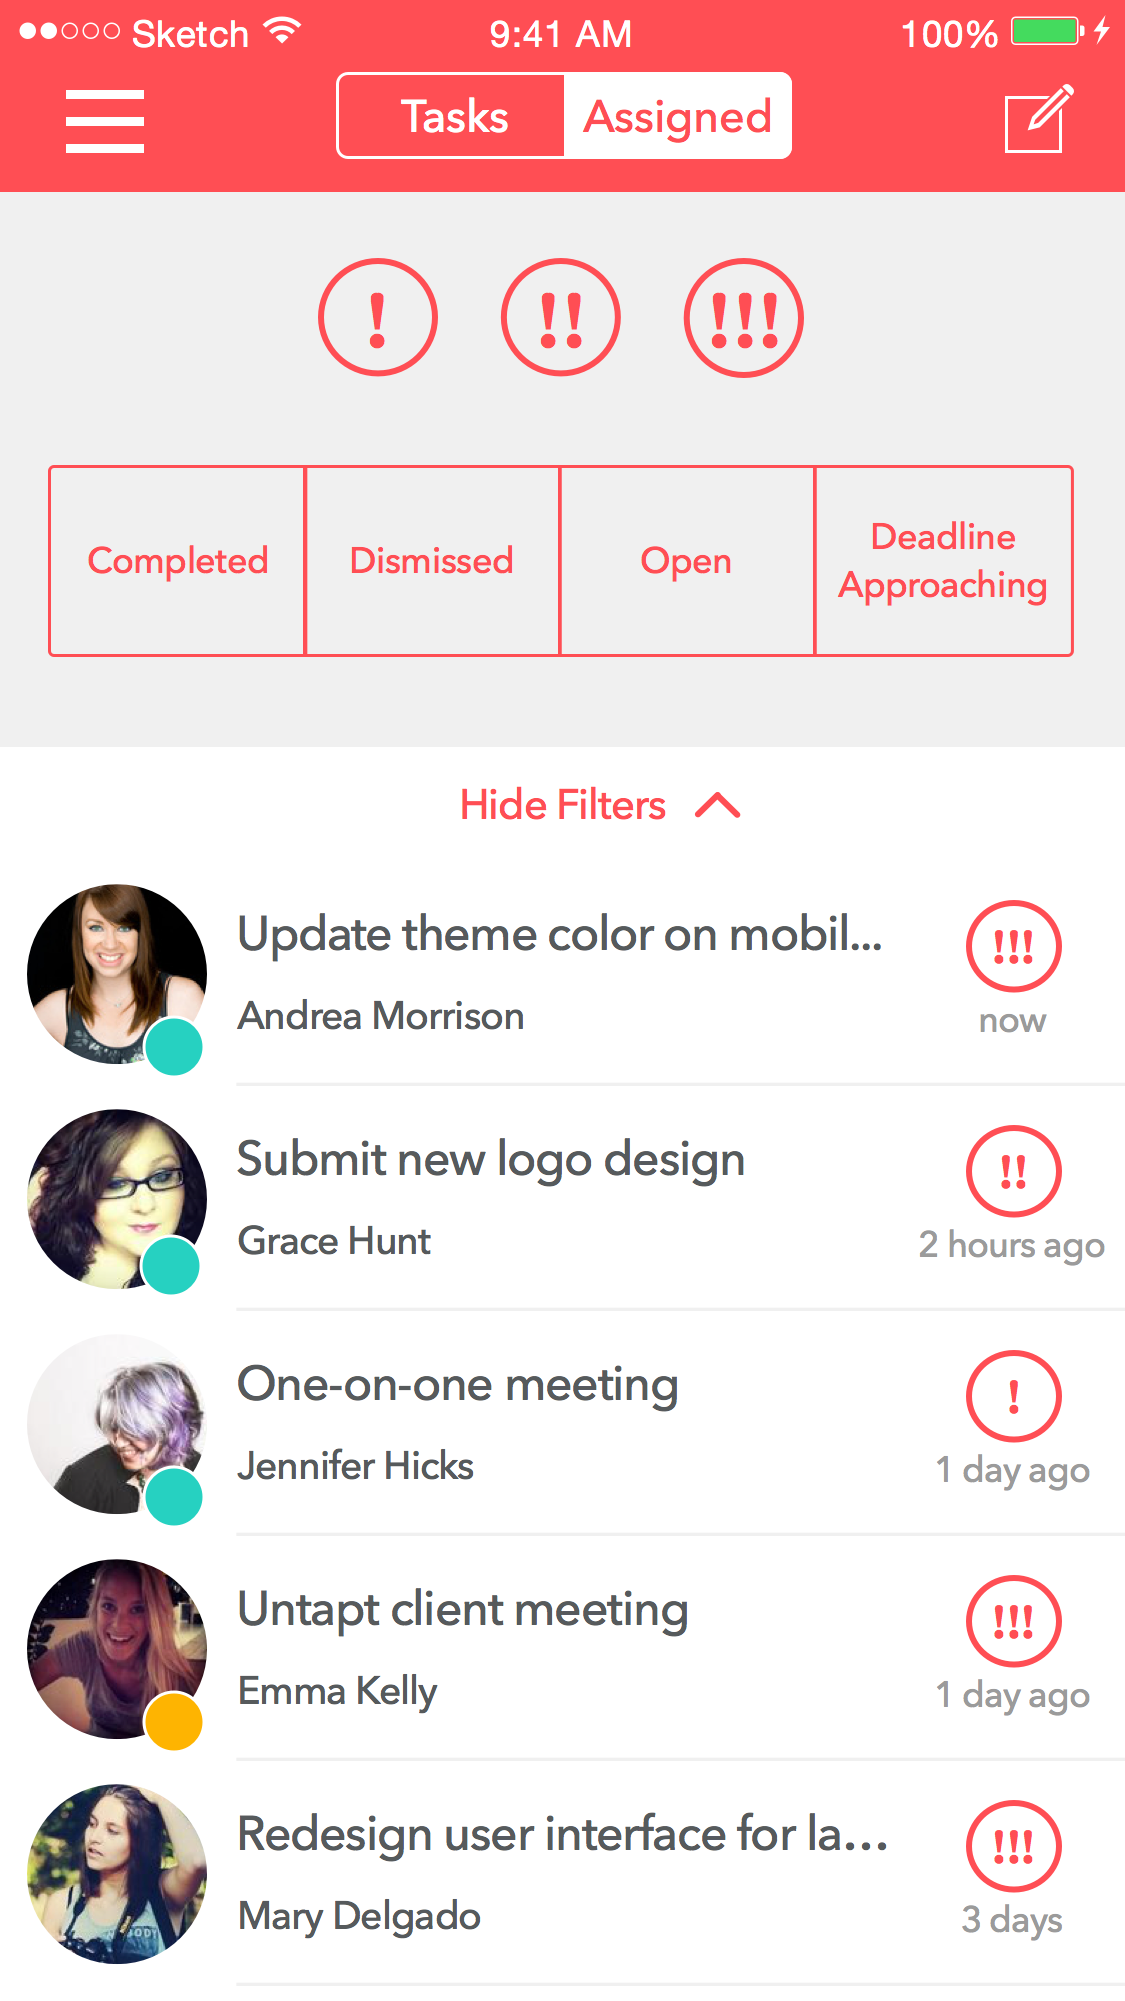 Sketch 9:41 AM 100%
Tasks Assigned
! !! !!!
Completed Dismissed Open Deadline Approaching
Hide Filters
Update theme color on mobil...
!!!
Andrea Morrison
now
Submit new logo design
!!
Grace Hunt
2 hours ago
One-on-one meeting
!
Jennifer Hicks
1 day ago
Untapt client meeting
!!!
Emma Kelly
1 day ago
Redesign user interface for la...
!!!
Mary Delgado
3 days